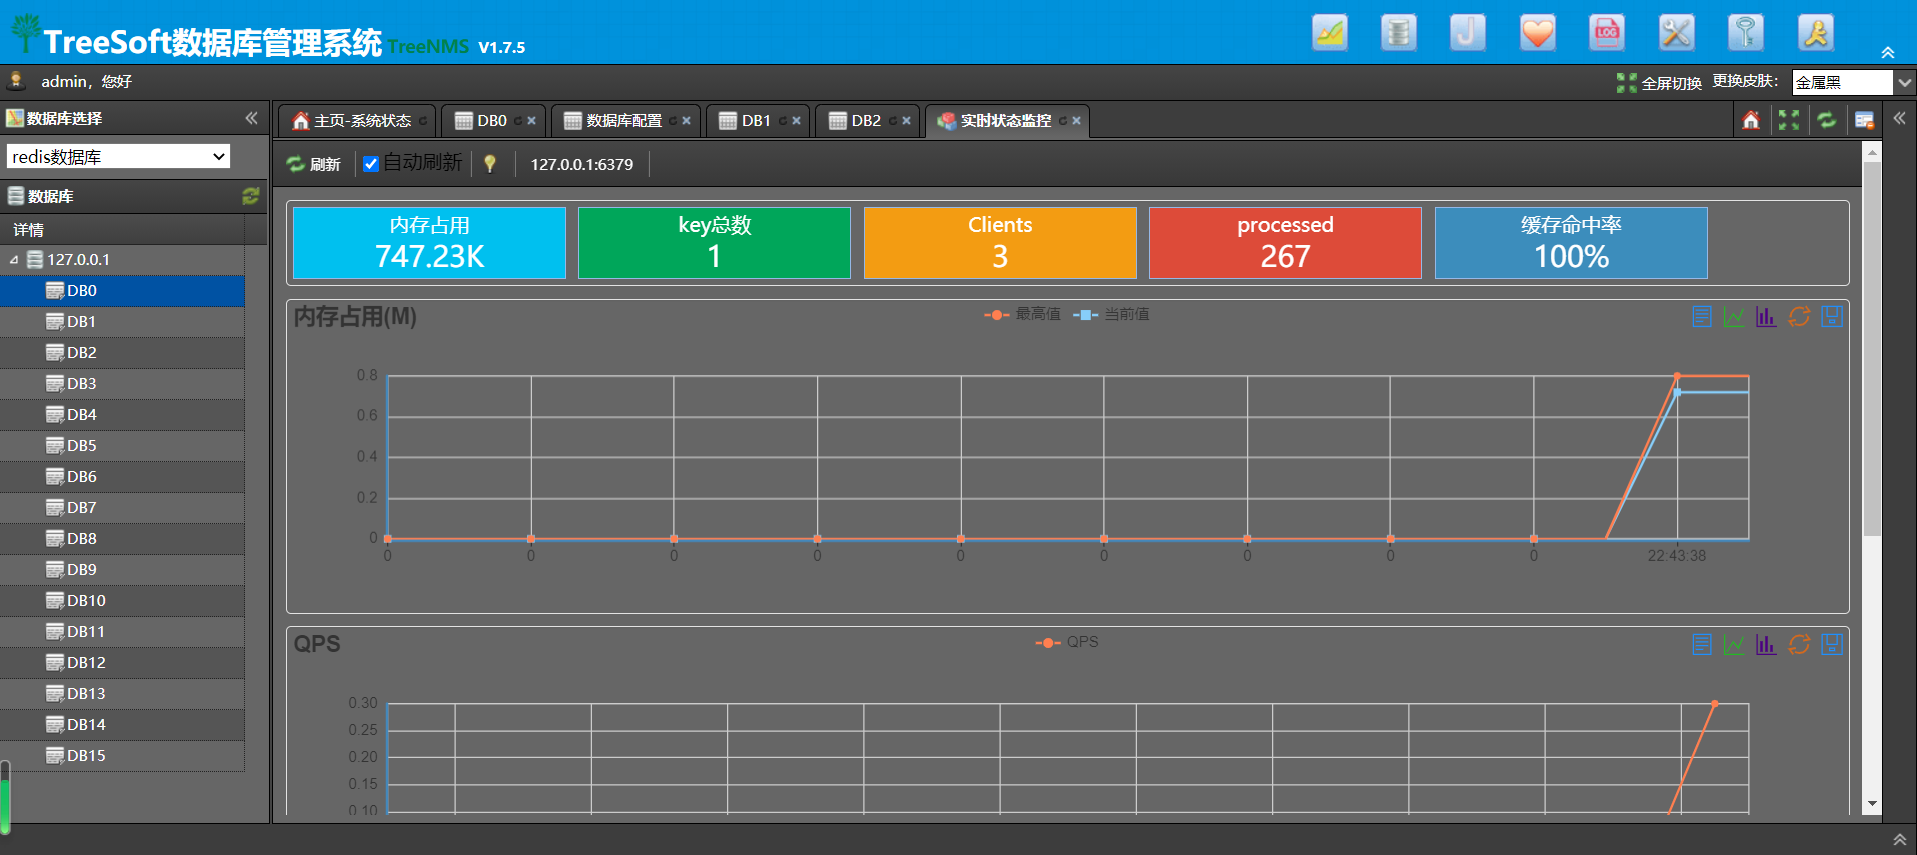 TreeSoft数据库管理系统 TreeNMS V1.7.5
J
LOG
admin，您好
全屏切换 更换皮肤： 金属黑
数据库选择
redis数据库
数据库
详情
127.0.0.1
DB0
DB1
DB2
DB3
DB4
DB5
DB6
DB7
DB8
DB9
DB10
DB11
DB12
DB13
DB14
DB15
主页-系统状态 DB0 数据库配置 DB1 DB2 实时状态监控
刷新 自动刷新 127.0.0.1:6379
内存占用 key总数 Clients processed 缓存命中率
747.23K 1 3 267 100%
内存占用(M) 最高值 当前值
0.8
0.6
0.4
0.2
0
0 0 0 0 0 0 0 0 0 22:43:38
QPS QPS
0.30
0.25
0.20
0.15
0.10